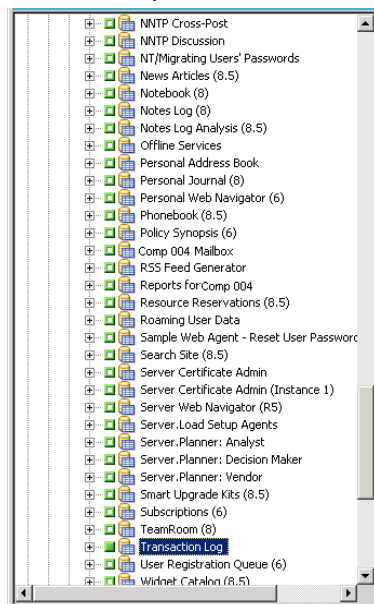 NNTP Cross-Post
NNTP Discussion
NT/Migrating Users' Passwords
News Articles (8.5)
Notebook (8)
Notes Log (8)
Notes Log Analysis (8.5)
Offline Services
Personal Address Book
Personal Journal (8)
Personal Web Navigator (6)
Phonebook (8.5)
Policy Synopsis (6)
Comp 004 Mailbox
RSS Feed Generator
Reports for Comp 004
Resource Reservations (8.5)
Roaming User Data
Sample Web Agent - Reset User Password
Search Site (8.5)
Server Certificate Admin
Server Certificate Admin (Instance 1)
Server Web Navigator (R5)
Server.Load Setup Agents
Server.Planner: Analyst
Server.Planner: Decision Maker
Server.Planner: Vendor
Smart Upgrade Kits (8.5)
Subscriptions (6)
TeamRoom (8)
Transaction Log
User Registration Queue (6)
Widget Catalog (8.5)